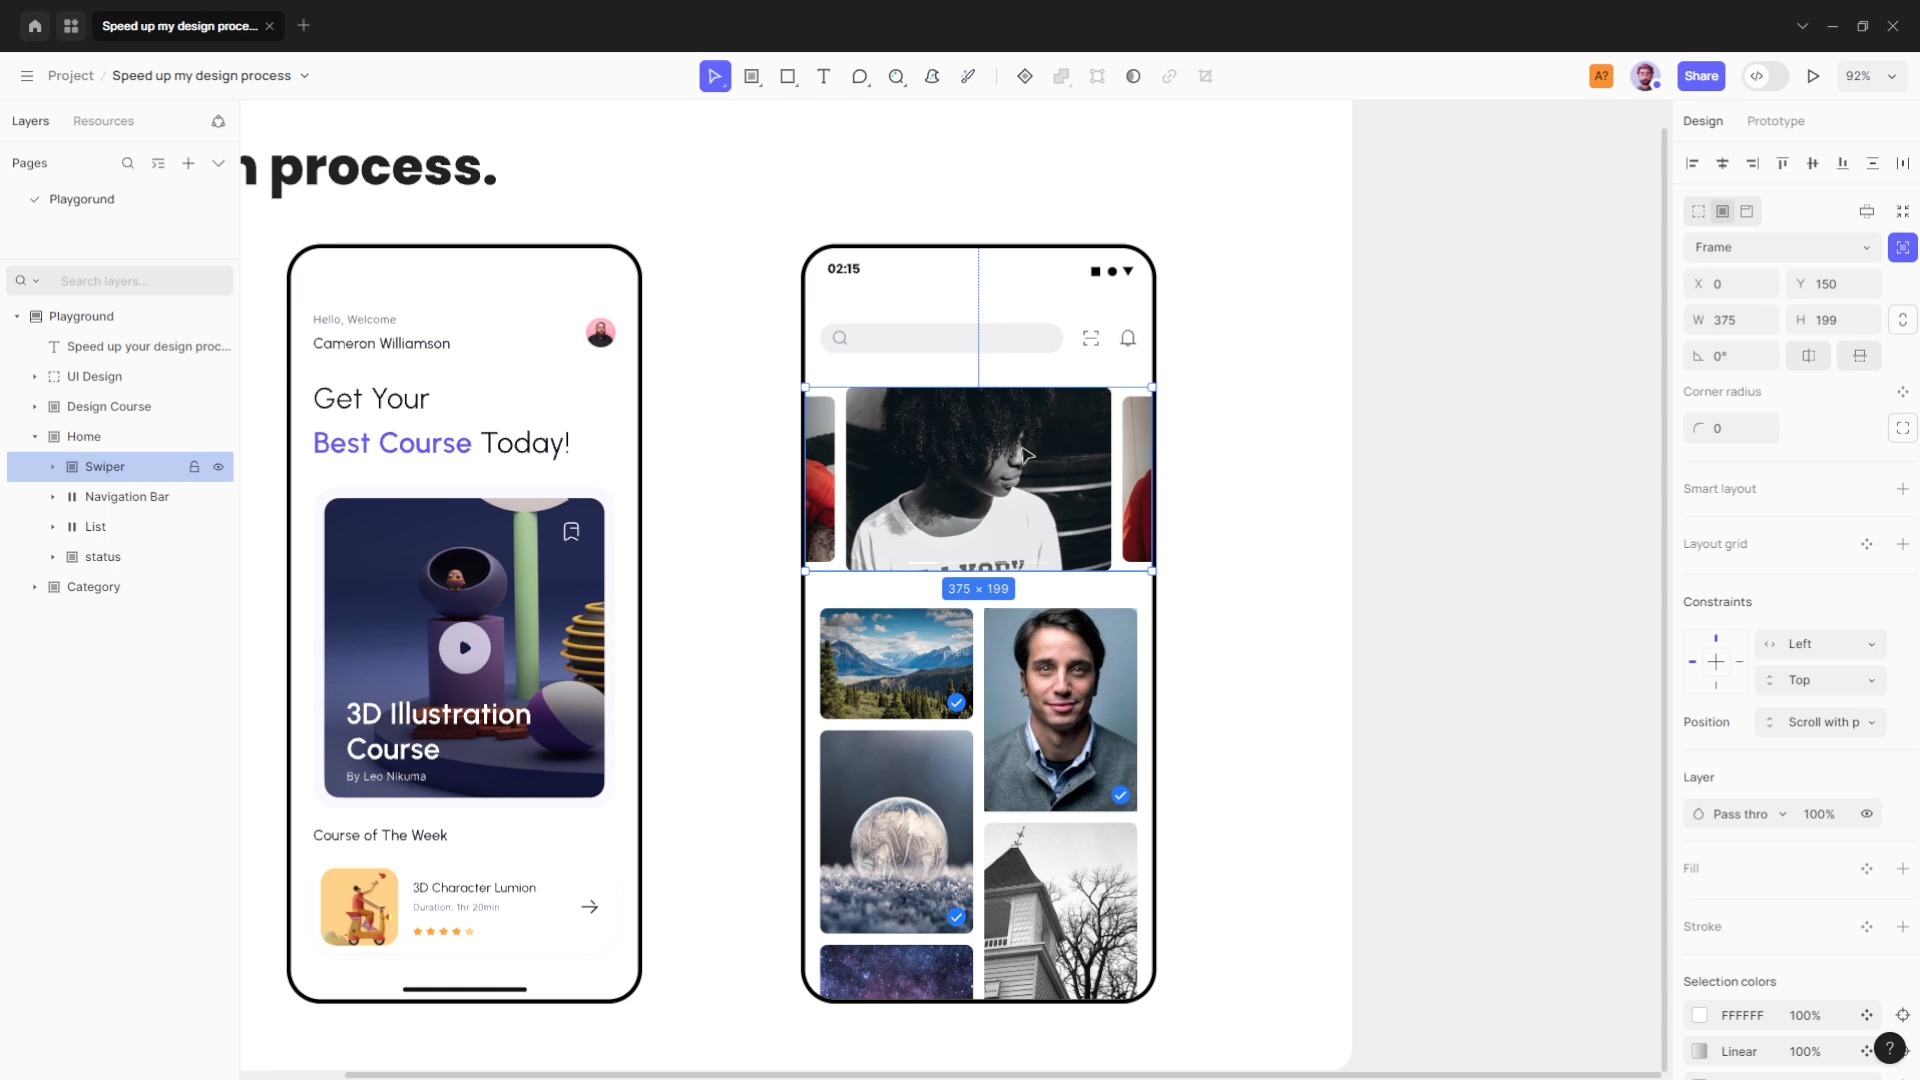 Speed up my design proce...
Project / Speed up my design process
A?
Share
92%
Layers
Resources
Pages
Playgorund
Search layers...
Playground
Speed up your design proc...
UI Design
Design Course
Home
Swiper
Navigation Bar
List
status
Category
n process.
Hello, Welcome
Cameron Williamson
Get Your
Best Course Today!
3D Illustration
Course
By Leo Nikuma
Course of The Week
3D Character Lumion
Duration: 1hr 20min
02:15
375 × 199
Design
Prototype
Frame
X 0
Y 150
W 375
H 199
0°
Corner radius
0
Smart layout
Layout grid
Constraints
Left
Top
Position
Scroll with p
Layer
Pass thro
100%
Fill
Stroke
Selection colors
FFFFFF 100%
Linear 100%
?